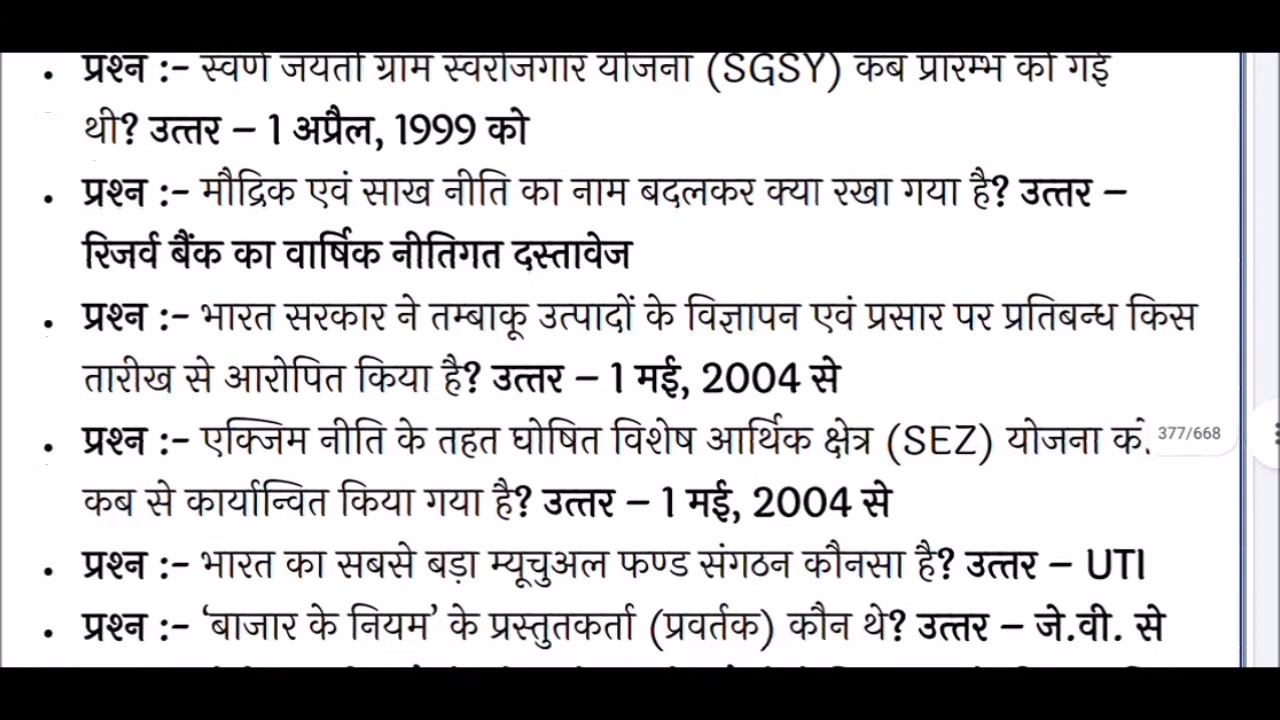 • प्रश्न :– स्वर्ण जयंती ग्राम स्वरोजगार योजना (SGSY) कब प्रारम्भ की गई
थी? उत्तर – 1 अप्रैल, 1999 को
• प्रश्न :– मौद्रिक एवं साख नीति का नाम बदलकर क्या रखा गया है? उत्तर –
रिजर्व बैंक का वार्षिक नीतिगत दस्तावेज
• प्रश्न :– भारत सरकार ने तम्बाकू उत्पादों के विज्ञापन एवं प्रसार पर प्रतिबन्ध किस
तारीख से आरोपित किया है? उत्तर – 1 मई, 2004 से
• प्रश्न :– एक्जिम नीति के तहत घोषित विशेष आर्थिक क्षेत्र (SEZ) योजना 377/668
कब से कार्यान्वित किया गया है? उत्तर – 1 मई, 2004 से
• प्रश्न :– भारत का सबसे बड़ा म्यूचुअल फण्ड संगठन कौनसा है? उत्तर – UTI
• प्रश्न :– ‘बाजार के नियम’ के प्रस्तुतकर्ता (प्रवर्तक) कौन थे? उत्तर – जे.वी. से